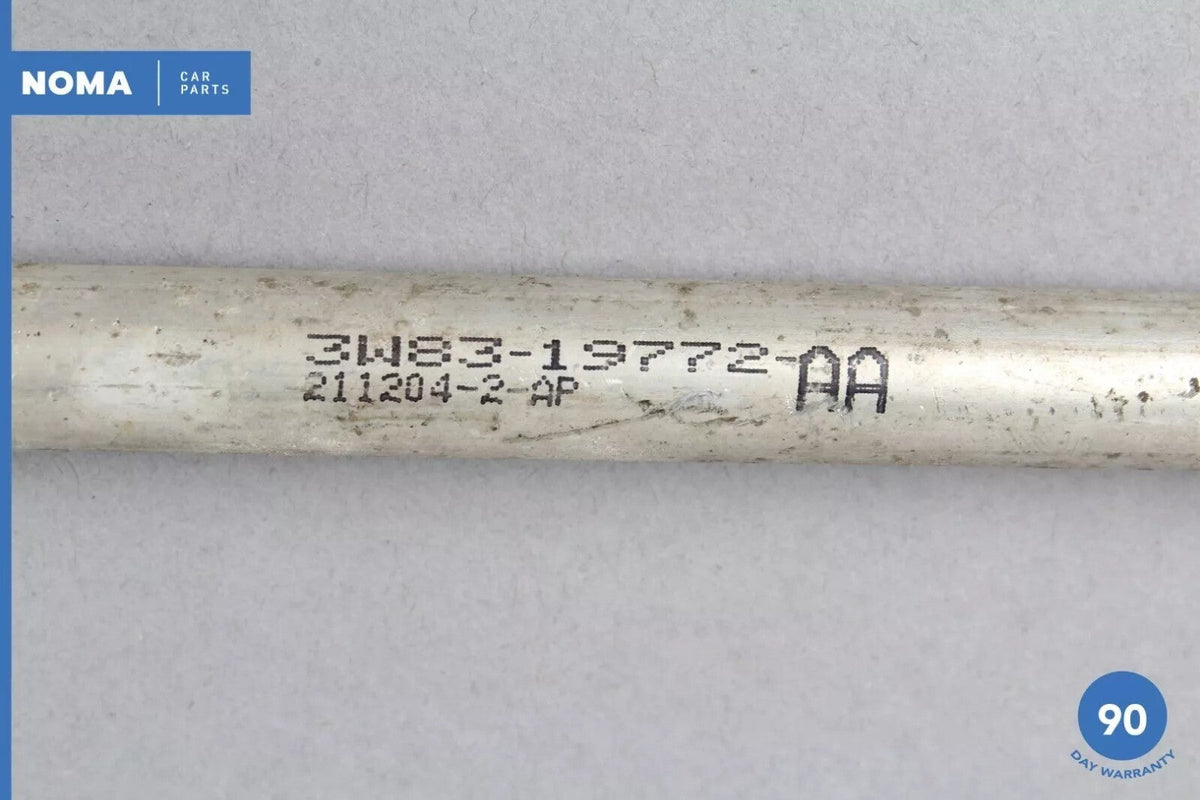 NOMA
CAR
PARTS
3W83-19772-AA
211204-2-AP
90
DAY WARRANTY